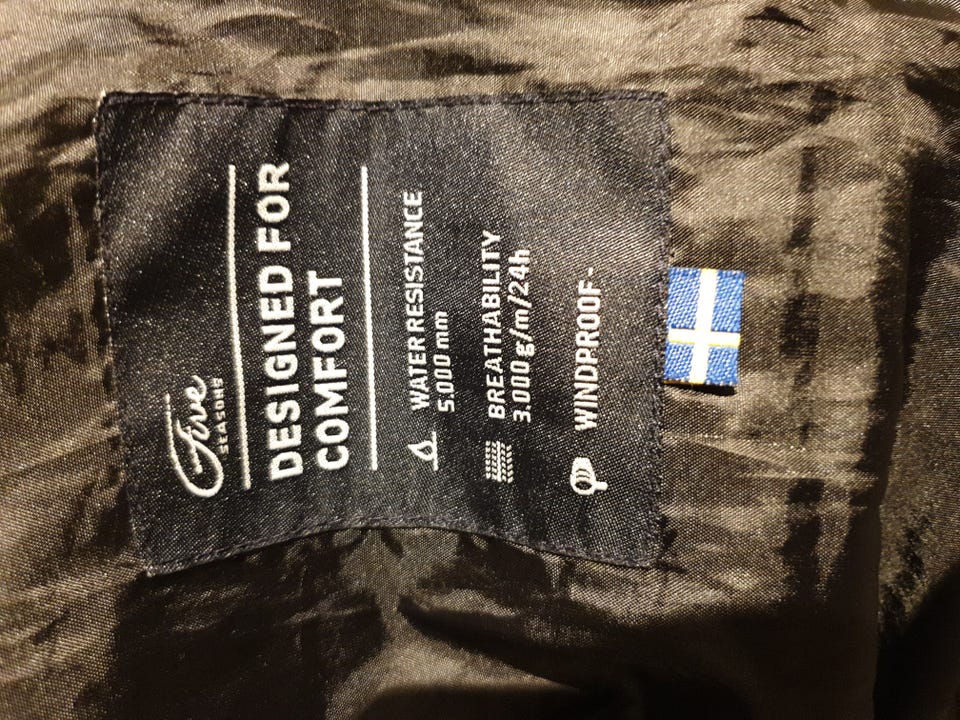 Five
SEASONS
DESIGNED FOR
COMFORT
WATER RESISTANCE
5.000 mm
BREATHABILITY
3.000 g/m/24h
WINDPROOF-